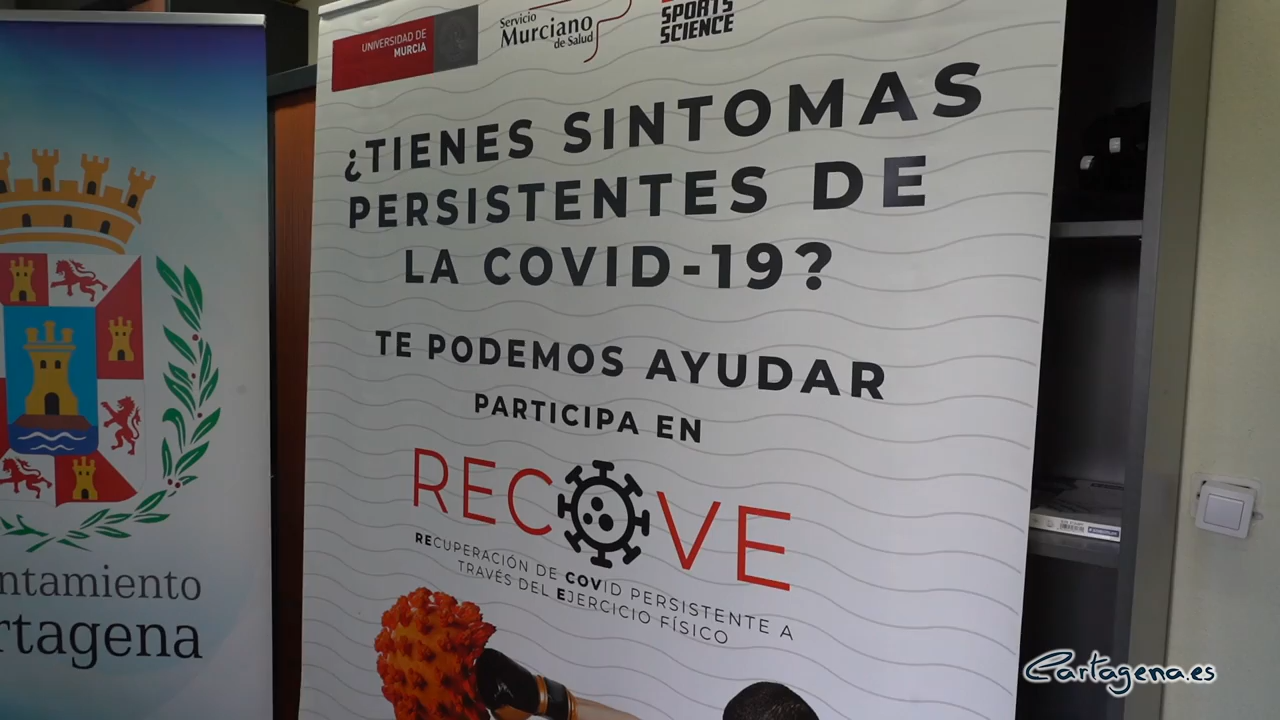 UNIVERSIDAD DE
MURCIA
Servicio
Murciano
de Salud
SPORTS
SCIENCE
¿TIENES SINTOMAS
PERSISTENTES DE
LA COVID-19?
TE PODEMOS AYUDAR
PARTICIPA EN
RECOVE
RECUPERACIÓN DE COVID PERSISTENTE A
TRAVÉS DEL EJERCICIO FÍSICO
ntamiento
rtagena
Cartagena.es